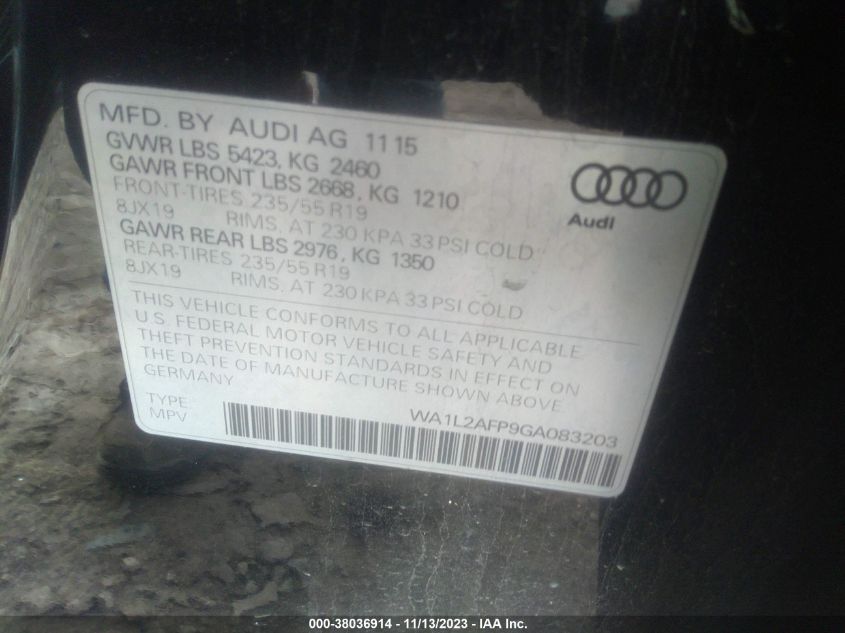 MFD. BY AUDI AG 11 15
GVWR LBS 5423, KG 2460
GAWR FRONT LBS 2668, KG 1210
FRONT-TIRES 235/55 R19
8JX19 RIMS, AT 230 KPA 33 PSI COLD
GAWR REAR LBS 2976, KG 1350
REAR-TIRES 235/55 R19
8JX19 RIMS, AT 230 KPA 33 PSI COLD
Audi
THIS VEHICLE CONFORMS TO ALL APPLICABLE
U.S. FEDERAL MOTOR VEHICLE SAFETY AND
THEFT PREVENTION STANDARDS IN EFFECT ON
THE DATE OF MANUFACTURE SHOWN ABOVE
GERMANY
TYPE
MPV
WA1L2AFP9GA083203
000-38036914 - 11/13/2023 - IAA Inc.